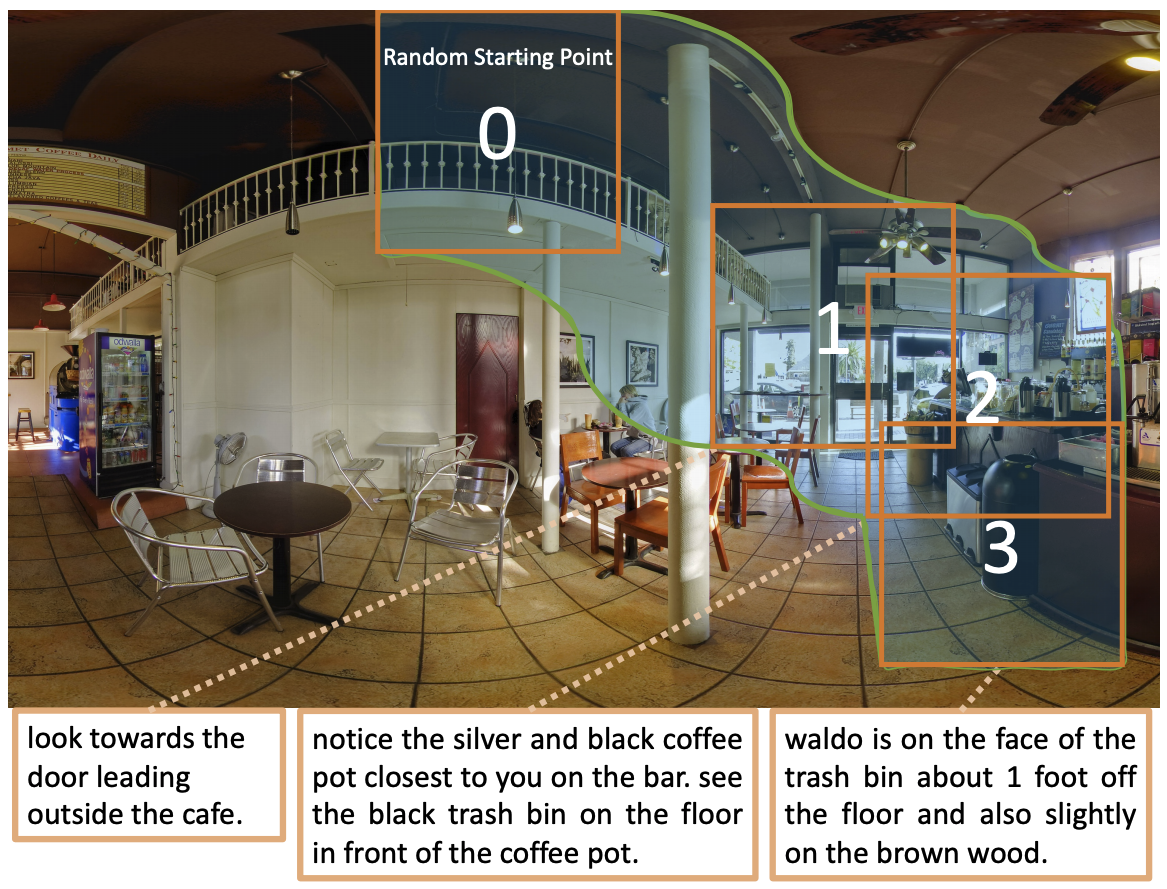 Random Starting Point
0
COFFEE DAILY
odwalla
1
2
3
look towards the
door leading
outside the cafe.
notice the silver and black coffee
pot closest to you on the bar. see
the black trash bin on the floor
in front of the coffee pot.
waldo is on the face of the
trash bin about 1 foot off
the floor and also slightly
on the brown wood.